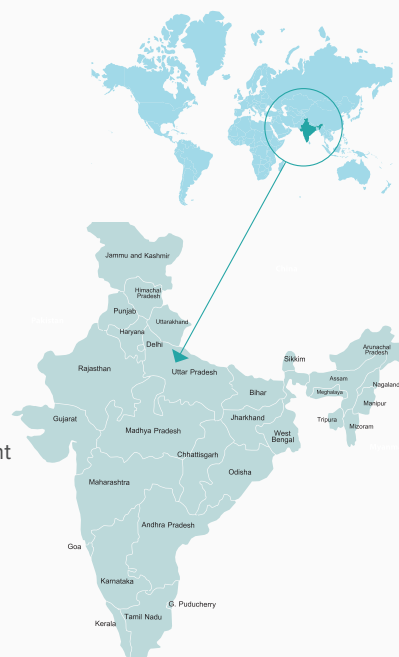 Jammu and Kashmir
Himachal
Pradesh
Punjab
Uttarakhand
Haryana
Delhi
Rajasthan
Uttar Pradesh
Sikkim
Arunachal
Pradesh
Assam
Nagaland
Meghalaya
Manipur
Bihar
Tripura
Mizoram
Gujarat
Jharkhand
Madhya Pradesh
West
Bengal
nt
Chhattisgarh
Odisha
Maharashtra
Andhra Pradesh
Goa
Karnataka
G. Puducherry
Tamil Nadu
Kerala